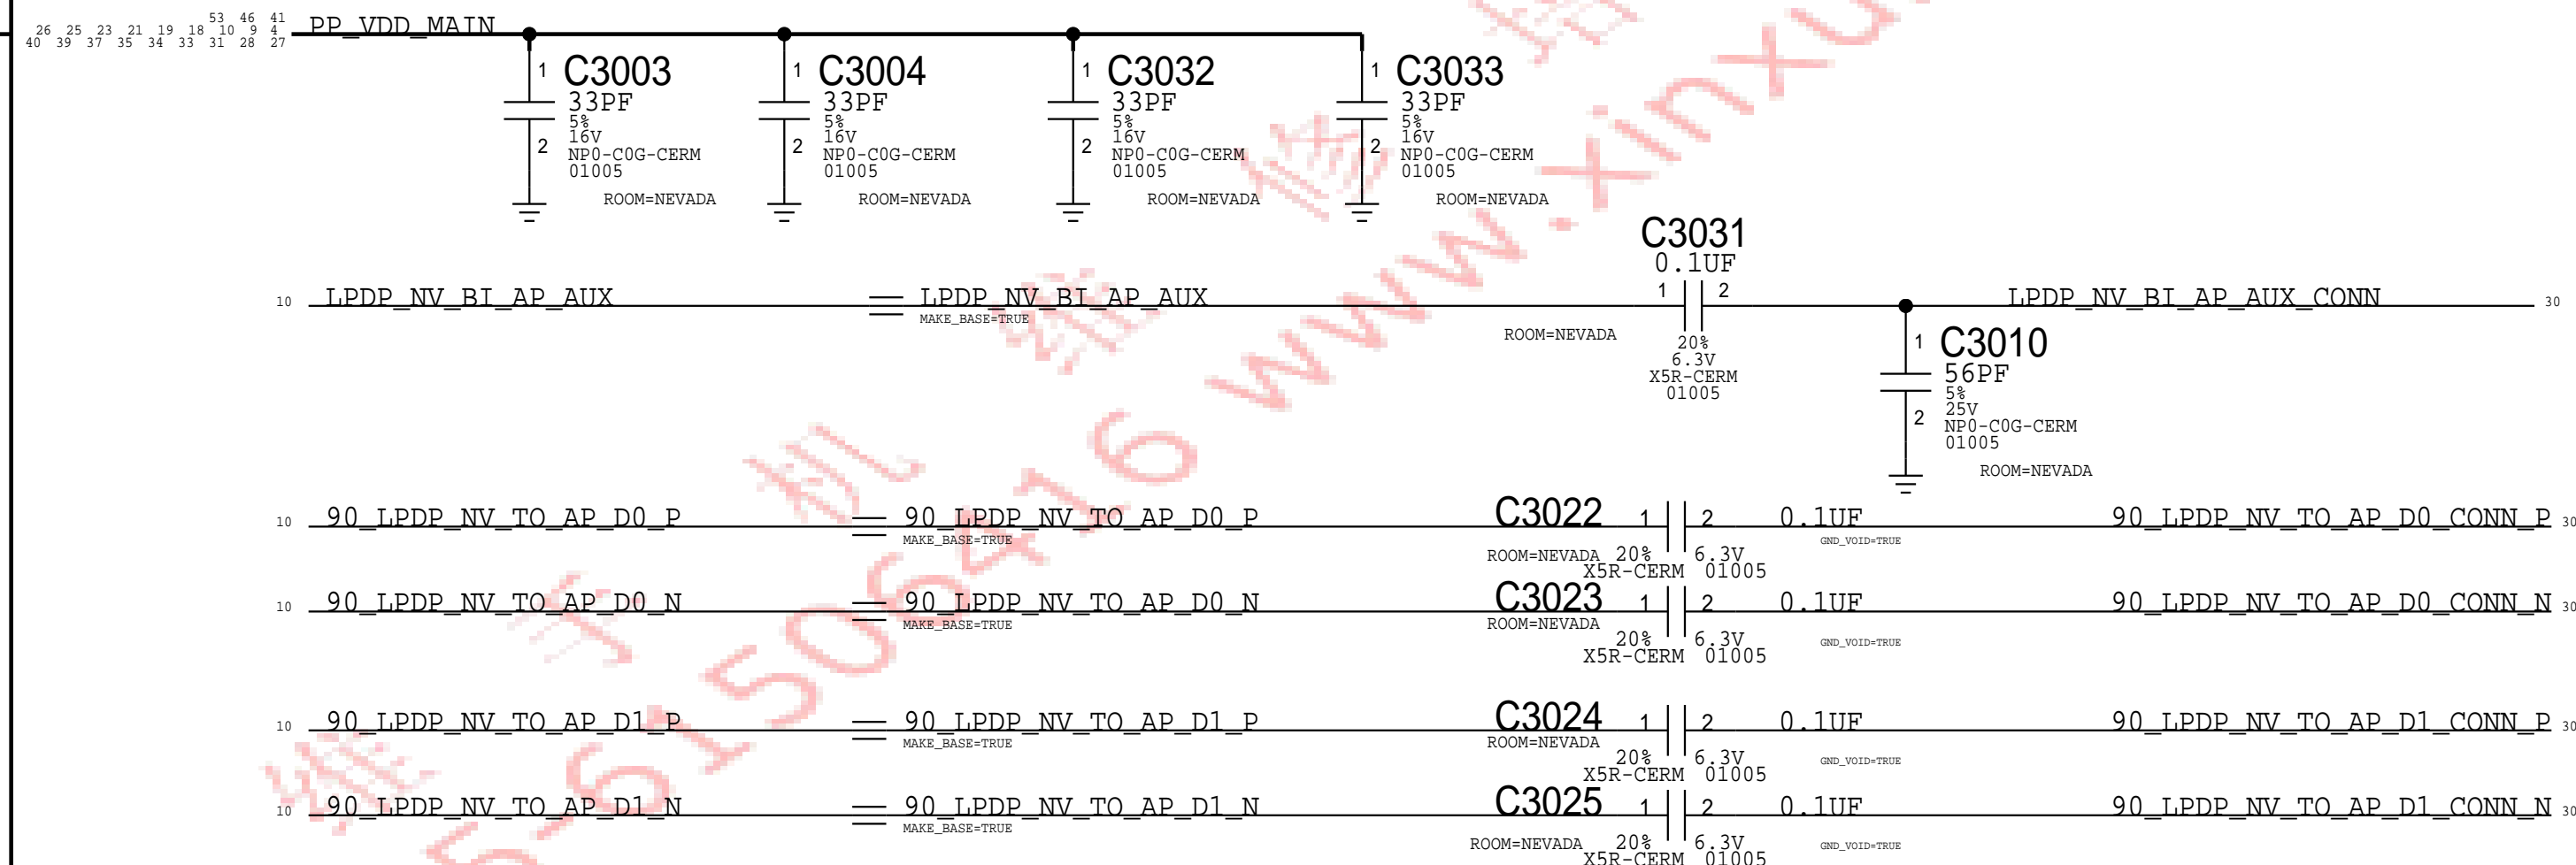 53 46 41
26 25 23 21 19 18 10 9 4
40 39 37 35 34 33 31 28 27
PP_VDD_MAIN
1 C3003
33PF
5%
16V
2 NP0-C0G-CERM
01005
ROOM=NEVADA
1 C3004
33PF
5%
16V
2 NP0-C0G-CERM
01005
ROOM=NEVADA
1 C3032
33PF
5%
16V
2 NP0-C0G-CERM
01005
ROOM=NEVADA
1 C3033
33PF
5%
16V
2 NP0-C0G-CERM
01005
ROOM=NEVADA
C3031
0.1UF
10 LPDP_NV_BI_AP_AUX LPDP_NV_BI_AP_AUX 1 2 LPDP_NV_BI_AP_AUX_CONN 30
MAKE_BASE=TRUE
ROOM=NEVADA
20%
6.3V
X5R-CERM
01005
1 C3010
56PF
5%
25V
2 NP0-C0G-CERM
01005
ROOM=NEVADA
10 90_LPDP_NV_TO_AP_D0_P 90_LPDP_NV_TO_AP_D0_P C3022 1 2 0.1UF 90_LPDP_NV_TO_AP_D0_CONN_P 30
MAKE_BASE=TRUE GND_VOID=TRUE
ROOM=NEVADA 20% 6.3V
X5R-CERM 01005
10 90_LPDP_NV_TO_AP_D0_N 90_LPDP_NV_TO_AP_D0_N C3023 1 2 0.1UF 90_LPDP_NV_TO_AP_D0_CONN_N 30
MAKE_BASE=TRUE ROOM=NEVADA
20% 6.3V GND_VOID=TRUE
X5R-CERM 01005
10 90_LPDP_NV_TO_AP_D1_P 90_LPDP_NV_TO_AP_D1_P C3024 1 2 0.1UF 90_LPDP_NV_TO_AP_D1_CONN_P 30
MAKE_BASE=TRUE ROOM=NEVADA
20% 6.3V GND_VOID=TRUE
X5R-CERM 01005
10 90_LPDP_NV_TO_AP_D1_N 90_LPDP_NV_TO_AP_D1_N C3025 1 2 0.1UF 90_LPDP_NV_TO_AP_D1_CONN_N 30
MAKE_BASE=TRUE
ROOM=NEVADA 20% 6.3V GND_VOID=TRUE
X5R-CERM 01005